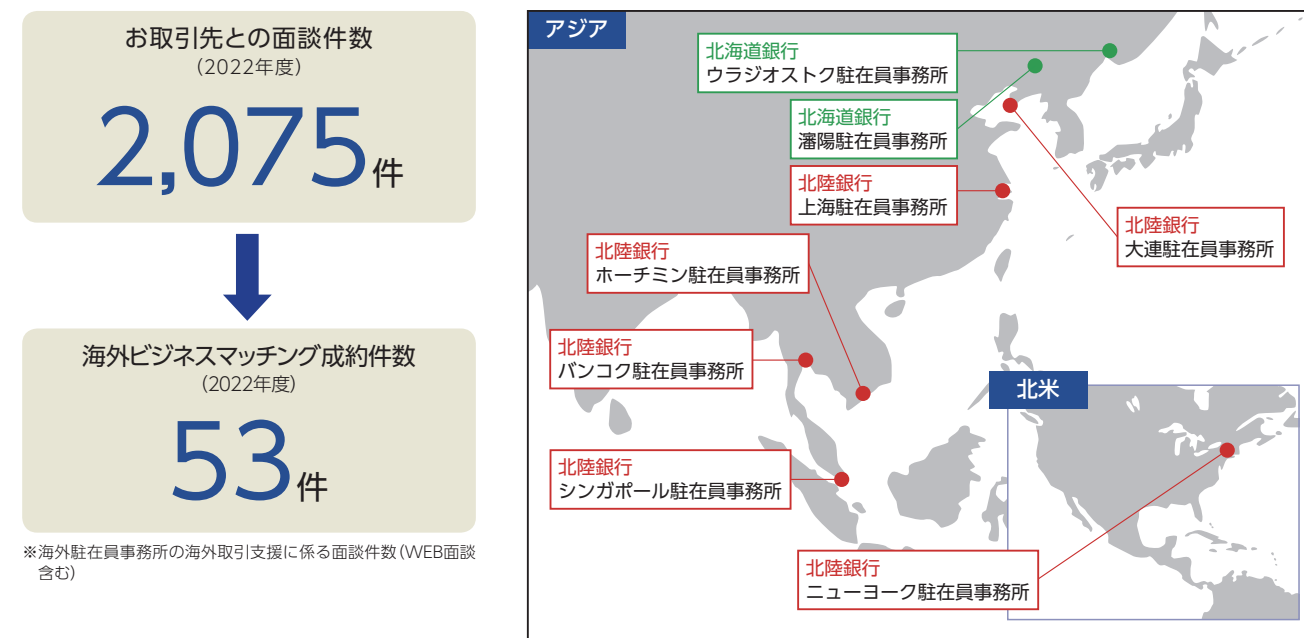 お取引先との面談件数
(2022年度)
2,075件
海外ビジネスマッチング成約件数
(2022年度)
53件
※海外駐在員事務所の海外取引支援に係る面談件数(WEB面談
含む)
アジア
北海道銀行
ウラジオストク駐在員事務所
北海道銀行
瀋陽駐在員事務所
北陸銀行
上海駐在員事務所
北陸銀行
大連駐在員事務所
北陸銀行
ホーチミン駐在員事務所
北陸銀行
バンコク駐在員事務所
北陸銀行
シンガポール駐在員事務所
北米
北陸銀行
ニューヨーク駐在員事務所